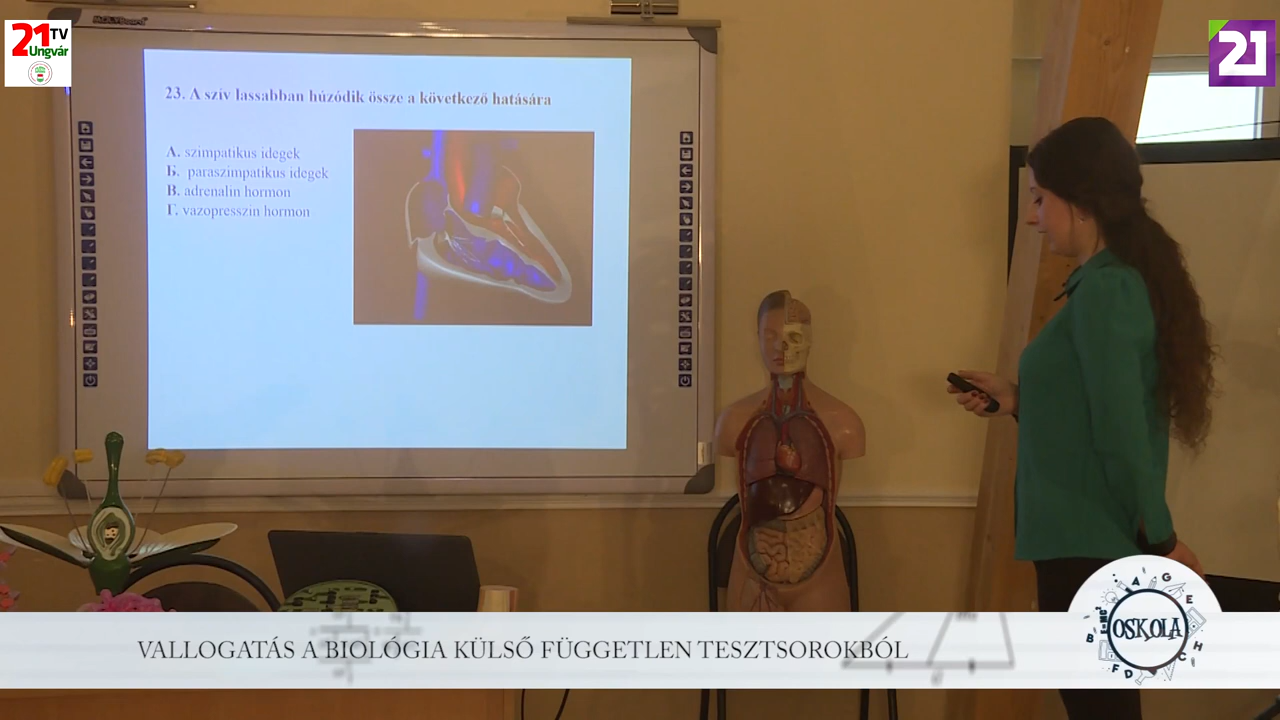 21 TV
Ungvár
21
23. A szív lassabban húzódik össze a következő hatására
А. szimpatikus idegek
Б. paraszimpatikus idegek
В. adrenalin hormon
Г. vazopresszin hormon
VALLOGATÁS A BIOLÓGIA KÜLSŐ FÜGGETLEN TESZTSOROKBÓL
OSKOLA